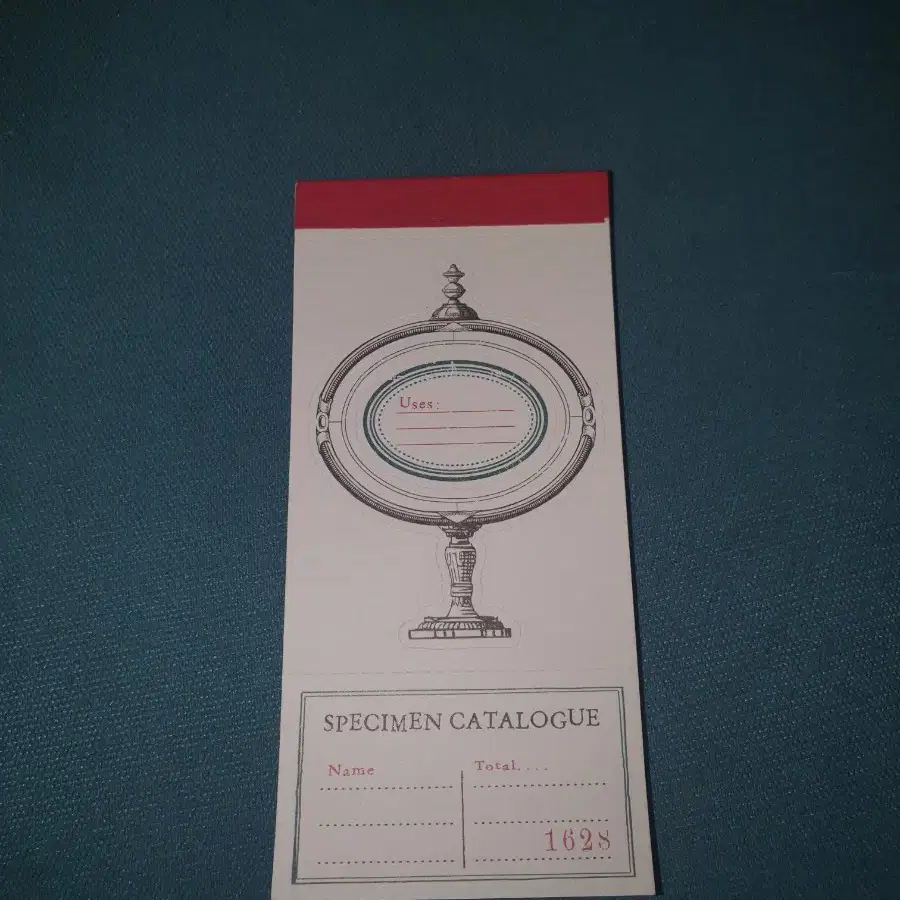 Uses:
SPECIMEN CATALOGUE
Name
Total....
1628